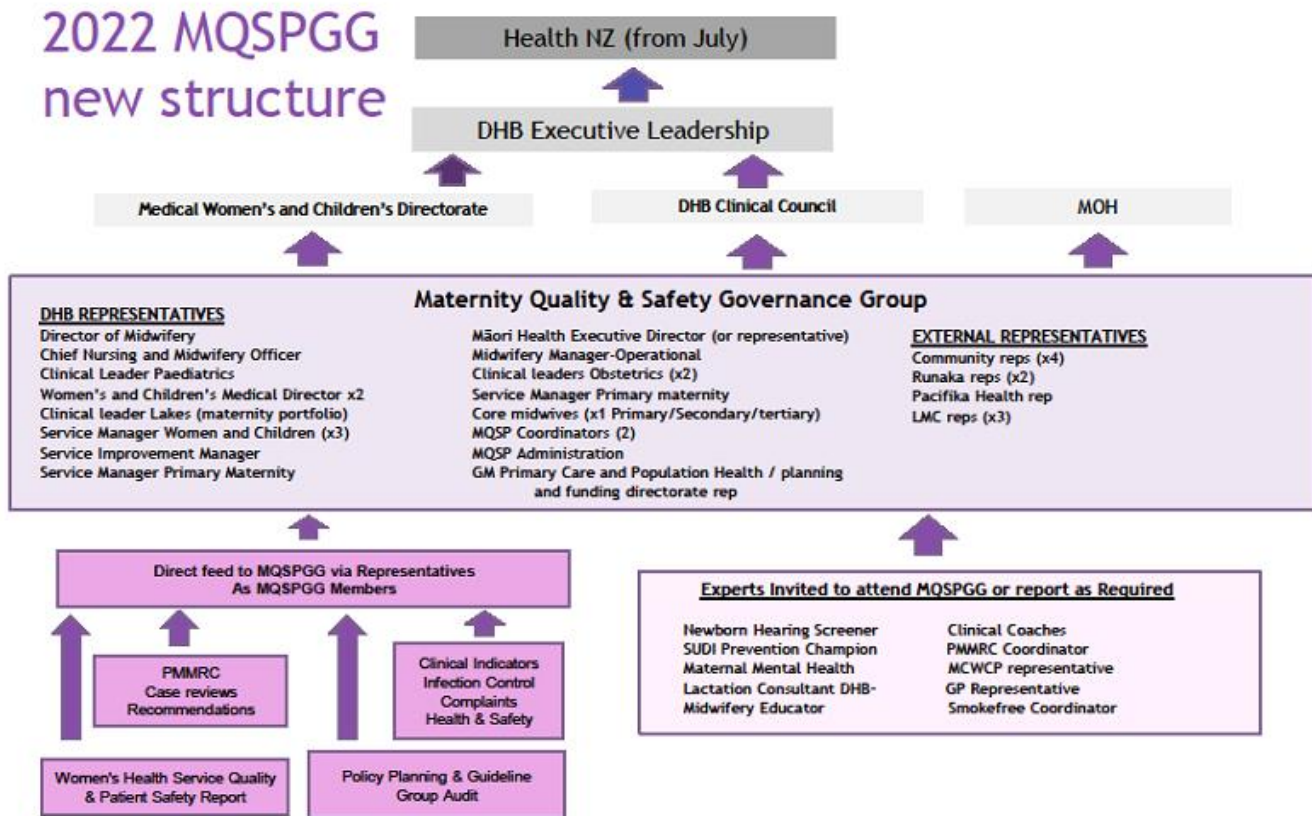 2022 MQSPGG
new structure
Health NZ (from July)
DHB Executive Leadership
Medical Women's and Children's Directorate
DHB Clinical Council
MOH
Maternity Quality & Safety Governance Group
DHB REPRESENTATIVES
Director of Midwifery
Chief Nursing and Midwifery Officer
Clinical Leader Paediatrics
Women's and Children's Medical Director x2
Clinical leader Lakes (maternity portfolio)
Service Manager Women and Children (x3)
Service Improvement Manager
Service Manager Primary Maternity
Māori Health Executive Director (or representative)
Midwifery Manager-Operational
Clinical leaders Obstetrics (x2)
Service Manager Primary maternity
Core midwives (x1 Primary/Secondary/tertiary)
MQSP Coordinators (2)
MQSP Administration
GM Primary Care and Population Health / planning
and funding directorate rep
EXTERNAL REPRESENTATIVES
Community reps (x4)
Runaka reps (x2)
Pacifika Health rep
LMC reps (x3)
Direct feed to MQSPGG via Representatives
As MQSPGG Members
PMMRC
Case reviews
Recommendations
Clinical Indicators
Infection Control
Complaints
Health & Safety
Women's Health Service Quality
& Patient Safety Report
Policy Planning & Guideline
Group Audit
Experts Invited to attend MQSPGG or report as Required
Newborn Hearing Screener
SUDI Prevention Champion
Maternal Mental Health
Lactation Consultant DHB-
Midwifery Educator
Clinical Coaches
PMMRC Coordinator
MCWCP representative
GP Representative
Smokefree Coordinator